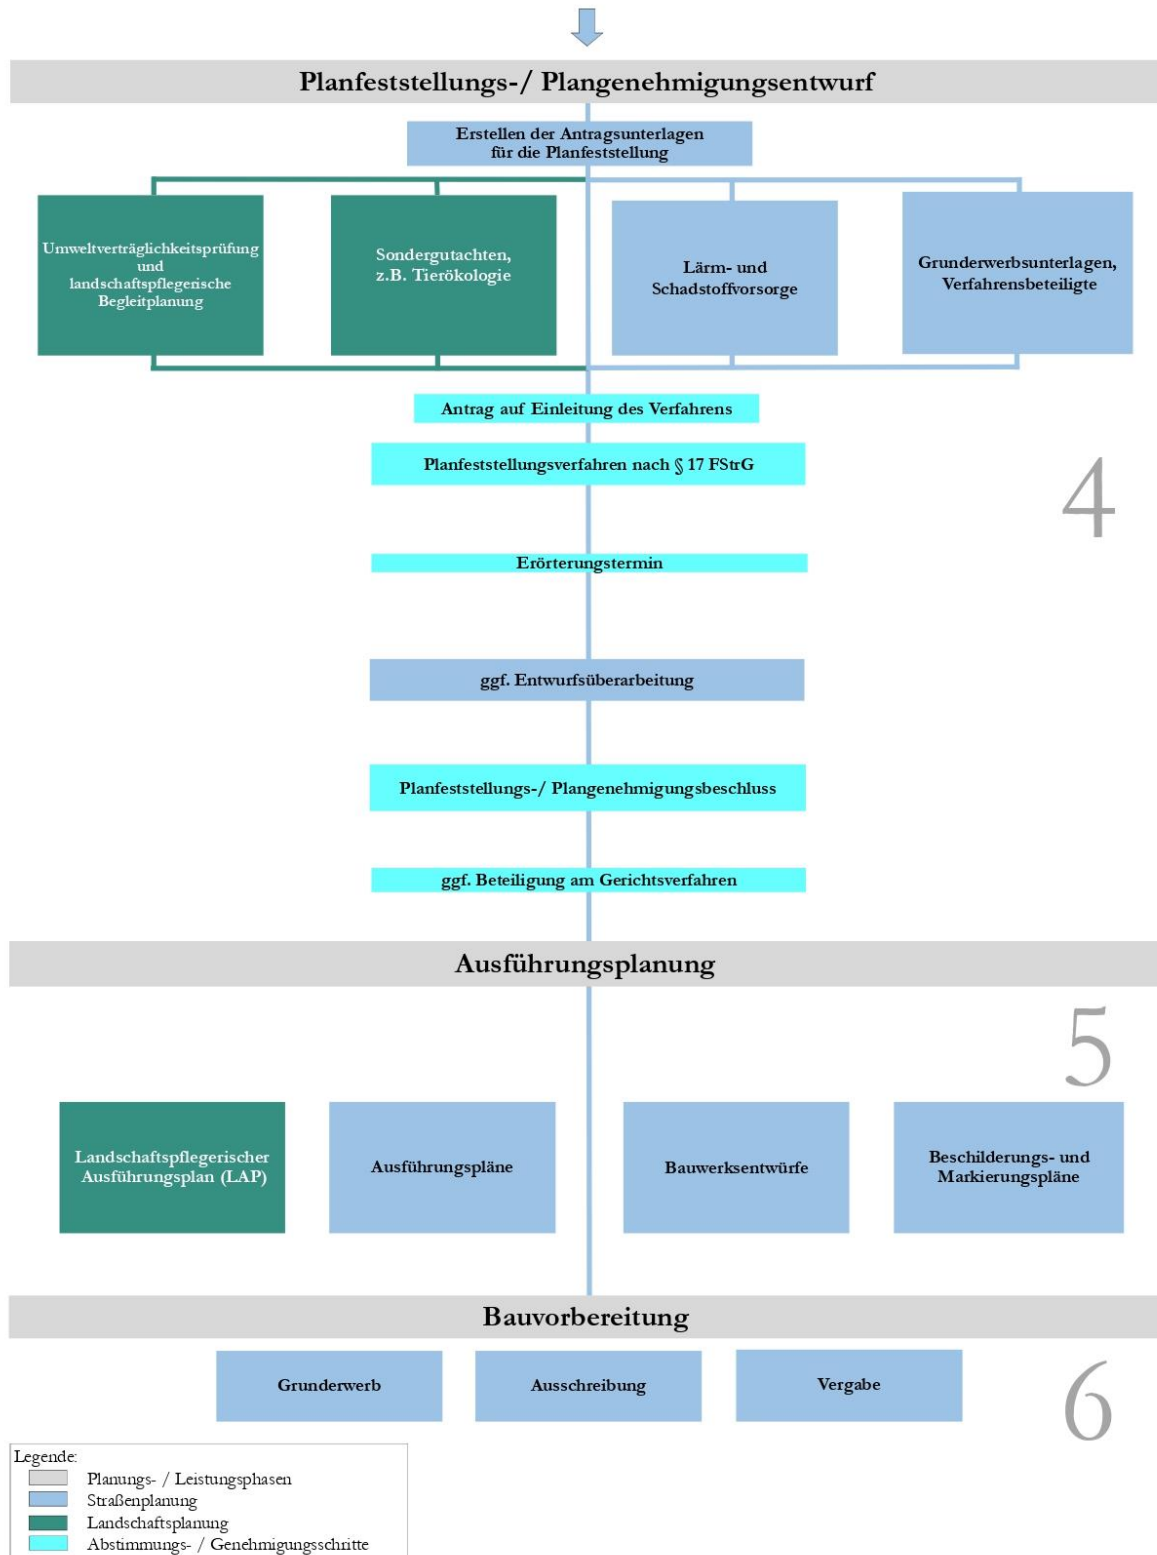 Planfeststellungs-/ Plangenehmigungsentwurf
Erstellen der Antragsunterlagen
für die Planfeststellung
Umweltverträglichkeitsprüfung
und
landschaftspflegerische
Begleitplanung
Sondergutachten,
z.B. Tierökologie
Lärm- und
Schadstoffvorsorge
Grunderwerbsunterlagen,
Verfahrensbeteiligte
Antrag auf Einleitung des Verfahrens
Planfeststellungsverfahren nach § 17 FStrG
4
Erörterungstermin
ggf. Entwurfsüberarbeitung
Planfeststellungs-/ Plangenehmigungsbeschluss
ggf. Beteiligung am Gerichtsverfahren
Ausführungsplanung
5
Landschaftspflegerischer
Ausführungsplan (LAP)
Ausführungspläne
Bauwerksentwürfe
Beschilderungs- und
Markierungspläne
Bauvorbereitung
Grunderwerb
Ausschreibung
Vergabe
6
Legende:
Planungs- / Leistungsphasen
Straßenplanung
Landschaftsplanung
Abstimmungs- / Genehmigungsschritte